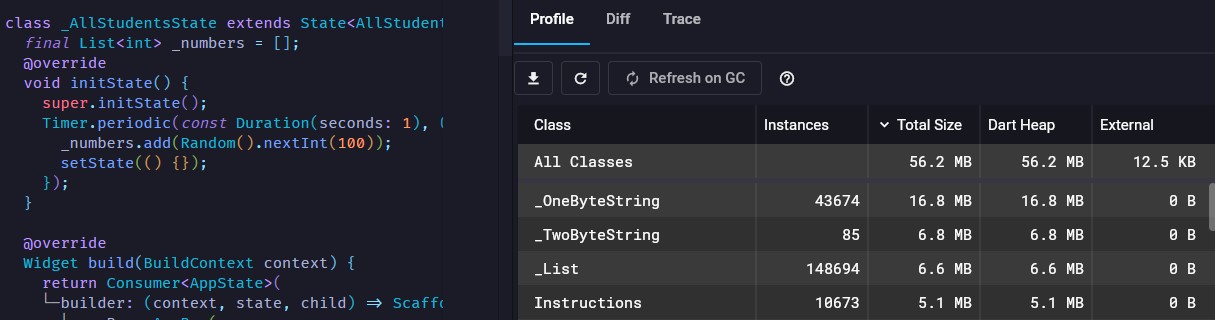 class _AllStudentsState extends State<AllStudent
final List<int> _numbers = [];
@override
void initState() {
super.initState();
Timer.periodic(const Duration(seconds: 1), (
_numbers.add(Random().nextInt(100));
setState(() {});
});
}
@override
Widget build(BuildContext context) {
return Consumer<AppState>(
builder: (context, state, child) => Scaffo
Profile Diff Trace
Refresh on GC
Class Instances Total Size Dart Heap External
All Classes 56.2 MB 56.2 MB 12.5 KB
_OneByteString 43674 16.8 MB 16.8 MB 0 B
_TwoByteString 85 6.8 MB 6.8 MB 0 B
_List 148694 6.6 MB 6.6 MB 0 B
Instructions 10673 5.1 MB 5.1 MB 0 B